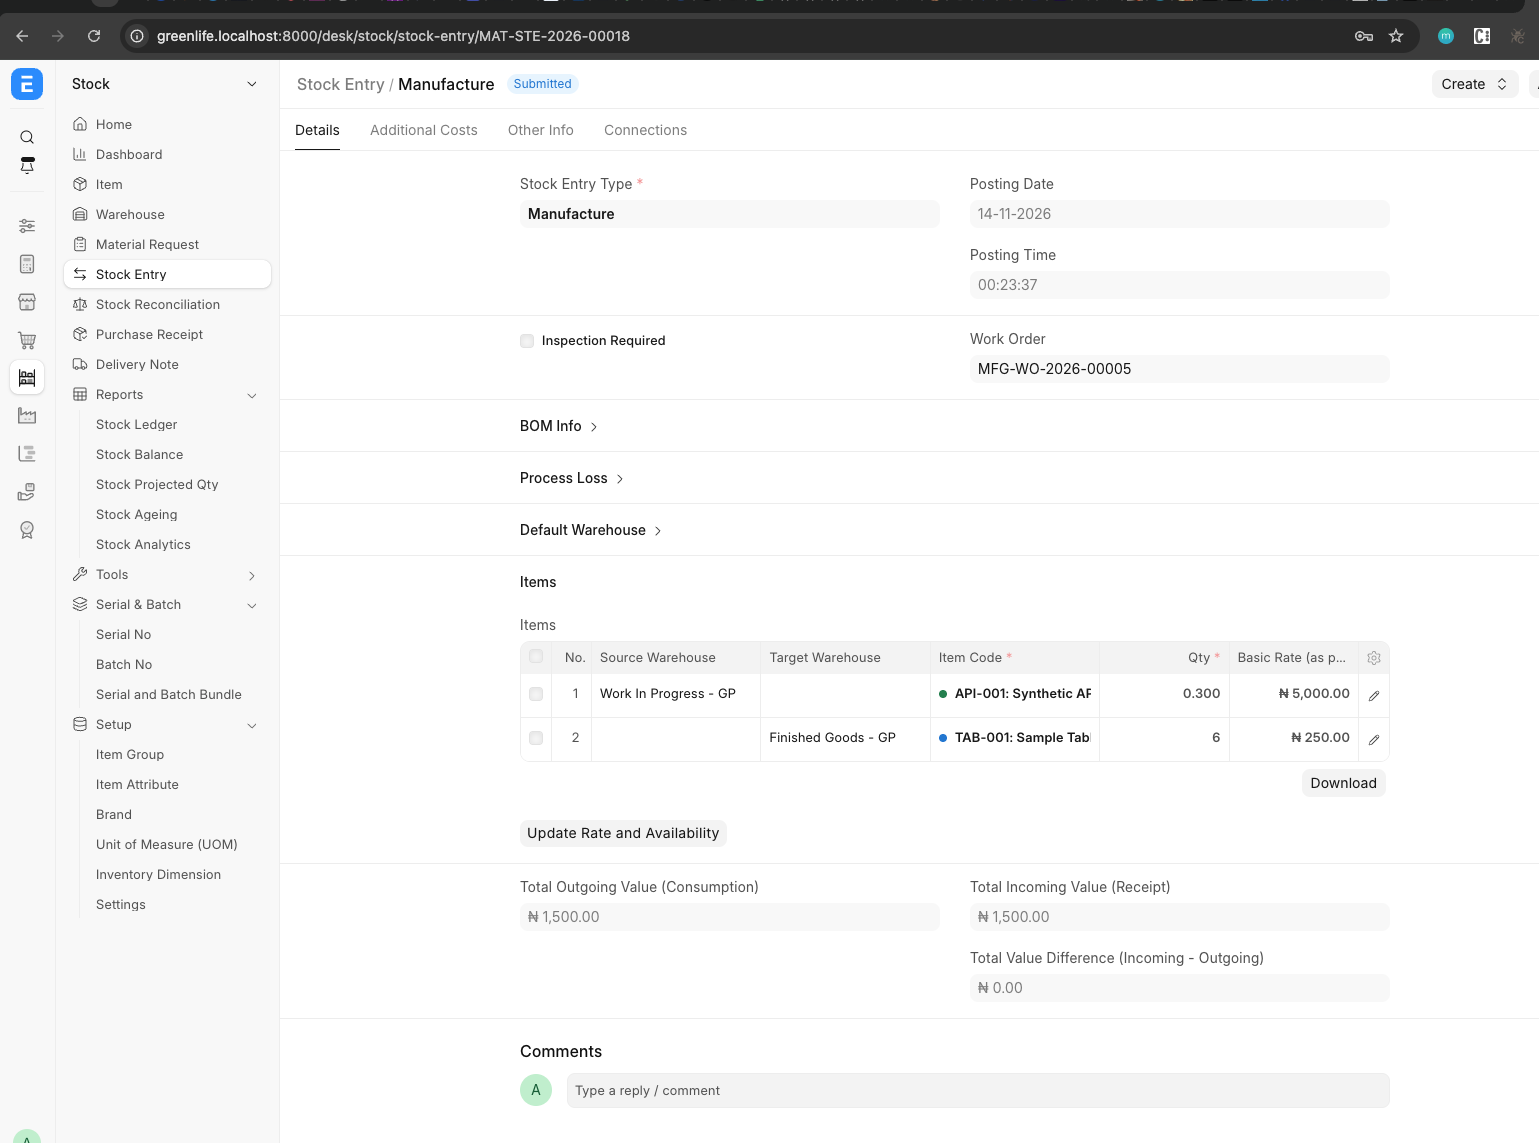 greenlife.localhost:8000/desk/stock/stock-entry/MAT-STE-2026-00018
Stock
Home
Dashboard
Item
Warehouse
Material Request
Stock Entry
Stock Reconciliation
Purchase Receipt
Delivery Note
Reports
Stock Ledger
Stock Balance
Stock Projected Qty
Stock Ageing
Stock Analytics
Tools
Serial & Batch
Serial No
Batch No
Serial and Batch Bundle
Setup
Item Group
Item Attribute
Brand
Unit of Measure (UOM)
Inventory Dimension
Settings
Stock Entry / Manufacture Submitted
Create
Details Additional Costs Other Info Connections
Stock Entry Type *
Manufacture
Posting Date
14-11-2026
Posting Time
00:23:37
Inspection Required
Work Order
MFG-WO-2026-00005
BOM Info
Process Loss
Default Warehouse
Items
Items
No. Source Warehouse Target Warehouse Item Code * Qty * Basic Rate (as p...
1 Work In Progress - GP API-001: Synthetic AP 0.300 ₦ 5,000.00
2 Finished Goods - GP TAB-001: Sample Tab 6 ₦ 250.00
Download
Update Rate and Availability
Total Outgoing Value (Consumption)
₦ 1,500.00
Total Incoming Value (Receipt)
₦ 1,500.00
Total Value Difference (Incoming - Outgoing)
₦ 0.00
Comments
A
Type a reply / comment